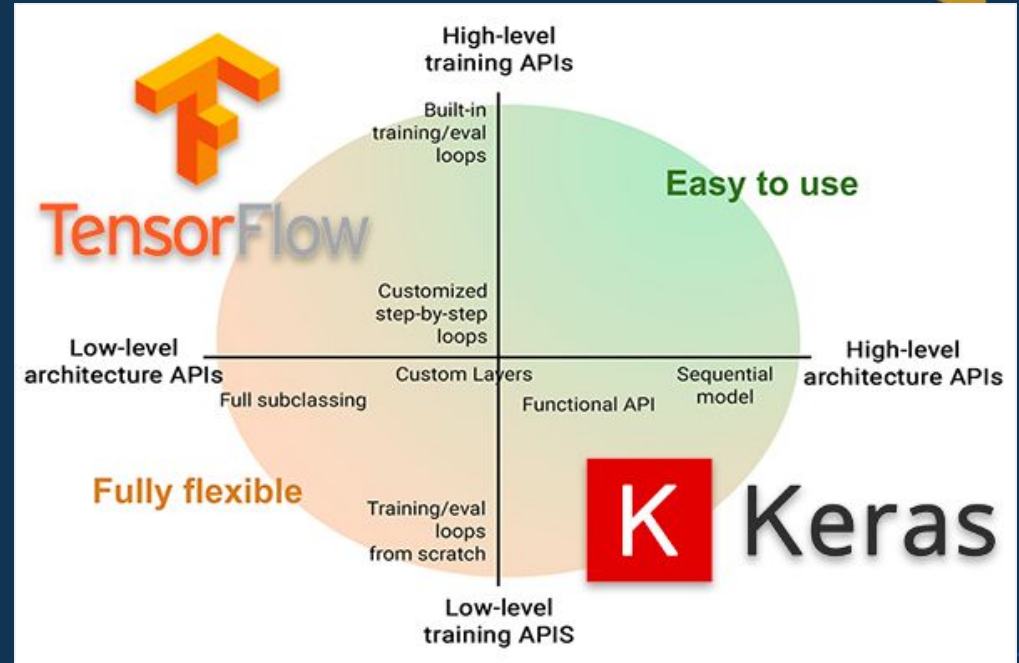 High-level
training APIs
Built-in
training/eval
loops
Easy to use
TensorFlow
Customized
step-by-step
loops
Low-level
architecture APIs
High-level
architecture APIs
Custom Layers
Sequential
model
Full subclassing
Functional API
Fully flexible
Training/eval
loops
from scratch
K Keras
Low-level
training APIS